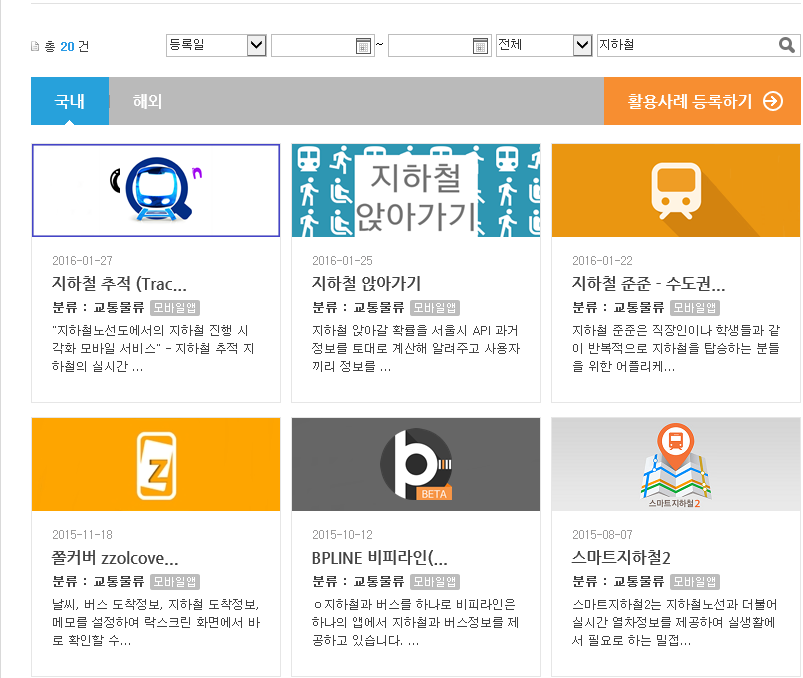 총 20 건 등록일 ~ 전체 지하철
국내 해외 활용사례 등록하기
지하철
앉아가기
2016-01-27
지하철 추적 (Trac...
분류 : 교통물류 모바일앱
"지하철노선도에서의 지하철 진행 시
각화 모바일 서비스" - 지하철 추적 지
하철의 실시간 ...
2016-01-25
지하철 앉아가기
분류 : 교통물류 모바일앱
지하철 앉아갈 확률을 서울시 API 과거
정보를 토대로 계산해 알려주고 사용자
끼리 정보를 ...
2016-01-22
지하철 준준 - 수도권...
분류 : 교통물류 모바일앱
지하철 준준은 직장인이나 학생들과 같
이 반복적으로 지하철을 탑승하는 분들
을 위한 어플리케...
Z
b
BETA
스마트지하철2
2015-11-18
쫄커버 zzolcove...
분류 : 교통물류 모바일앱
날씨, 버스 도착정보, 지하철 도착정보,
메모를 설정하여 락스크린 화면에서 바
로 확인할 수...
2015-10-12
BPLINE 비피라인(...
분류 : 교통물류 모바일앱
ㅇ지하철과 버스를 하나로 비피라인은
하나의 앱에서 지하철과 버스정보를 제
공하고 있습니다. ...
2015-08-07
스마트지하철2
분류 : 교통물류 모바일앱
스마트지하철2는 지하철노선과 더불어
실시간 열차정보를 제공하여 실생활에
서 필요로 하는 밀접...